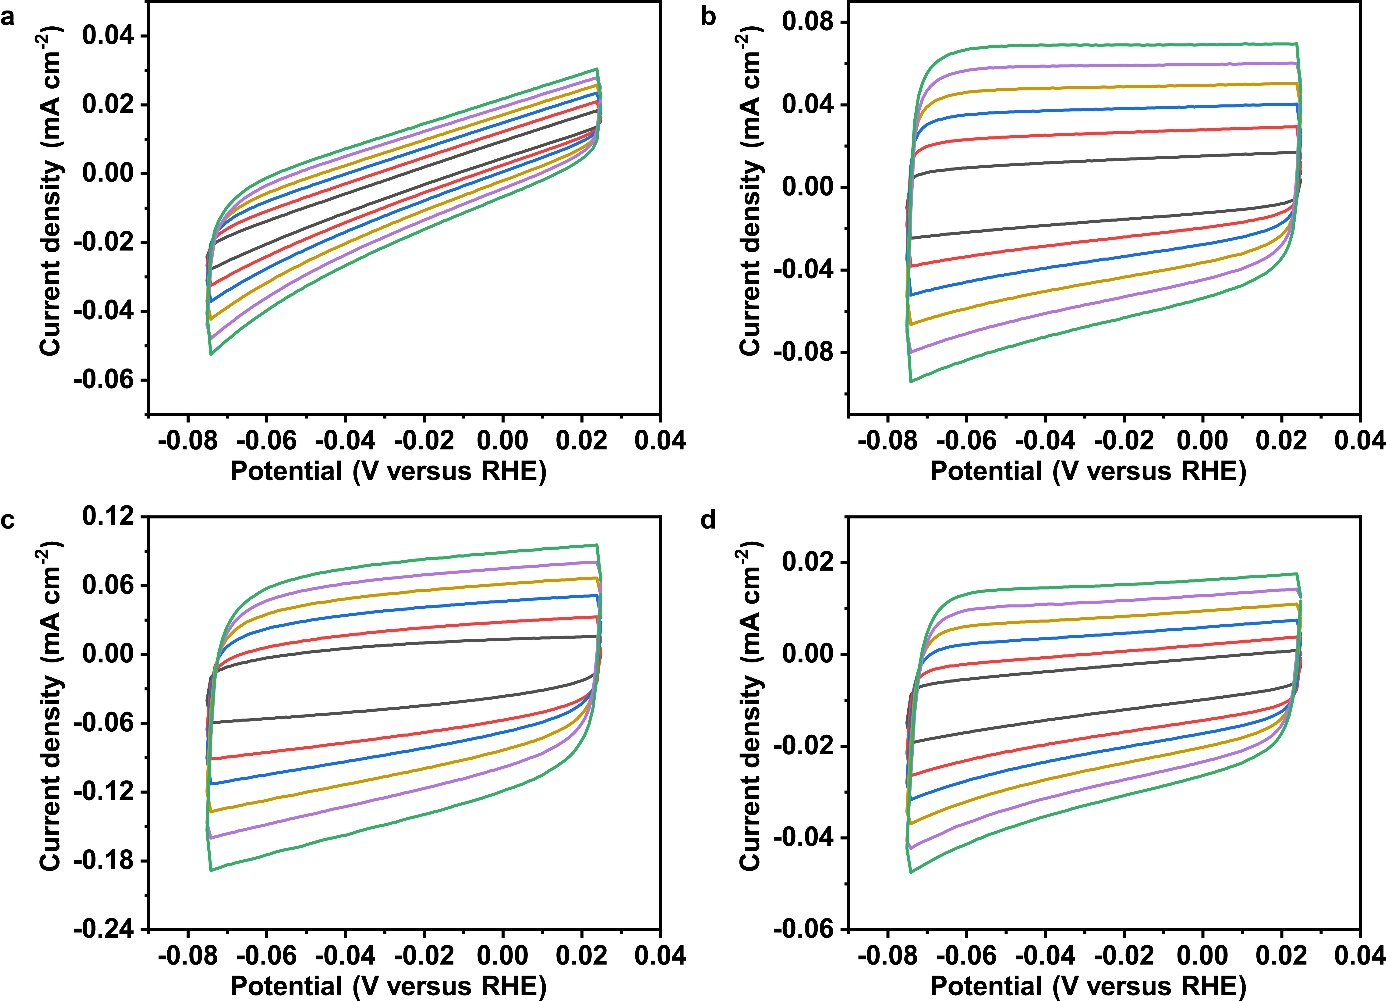 a
0.04
0.02
0.00
-0.02
-0.04
-0.06
Current density (mA cm-2)
-0.08 -0.06 -0.04 -0.02 0.00 0.02 0.04
Potential (V versus RHE)
b
0.08
0.04
0.00
-0.04
-0.08
Current density (mA cm-2)
-0.08 -0.06 -0.04 -0.02 0.00 0.02 0.04
Potential (V versus RHE)
c
0.12
0.06
0.00
-0.06
-0.12
-0.18
-0.24
Current density (mA cm-2)
-0.08 -0.06 -0.04 -0.02 0.00 0.02 0.04
Potential (V versus RHE)
d
0.02
0.00
-0.02
-0.04
-0.06
Current density (mA cm-2)
-0.08 -0.06 -0.04 -0.02 0.00 0.02 0.04
Potential (V versus RHE)